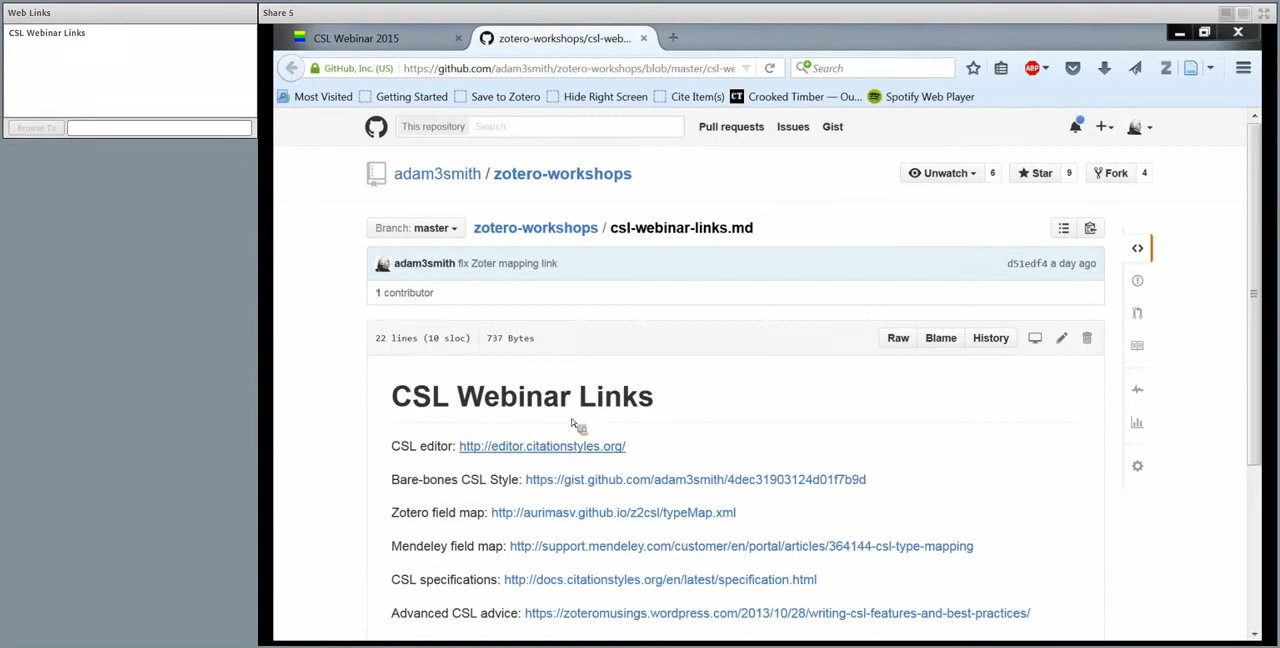 Web Links
Share 5
CSL Webinar Links
Browse To
CSL Webinar 2015
zotero-workshops/csl-web...
GitHub, Inc. (US)
https://github.com/adam3smith/zotero-workshops/blob/master/csl-we
Search
ABP
Z
Most Visited
Getting Started
Save to Zotero
Hide Right Screen
Cite Item(s)
CT
Crooked Timber — Ou...
Spotify Web Player
This repository
Search
Pull requests
Issues
Gist
adam3smith / zotero-workshops
Unwatch
6
Star
9
Fork
4
Branch: master
zotero-workshops / csl-webinar-links.md
adam3smith fix Zoter mapping link
d51edf4 a day ago
1 contributor
22 lines (10 sloc)
737 Bytes
Raw
Blame
History
CSL Webinar Links
CSL editor: http://editor.citationstyles.org/
Bare-bones CSL Style: https://gist.github.com/adam3smith/4dec31903124d01f7b9d
Zotero field map: http://aurimasv.github.io/z2csl/typeMap.xml
Mendeley field map: http://support.mendeley.com/customer/en/portal/articles/364144-csl-type-mapping
CSL specifications: http://docs.citationstyles.org/en/latest/specification.html
Advanced CSL advice: https://zoteromusings.wordpress.com/2013/10/28/writing-csl-features-and-best-practices/